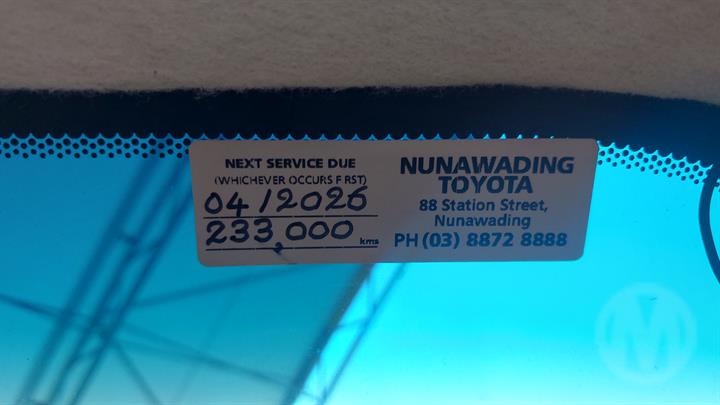 NEXT SERVICE DUE
(WHICHEVER OCCURS FIRST)
04/2026
233,000 kms
NUNAWADING
TOYOTA
88 Station Street,
Nunawading
PH (03) 8872 8888
M